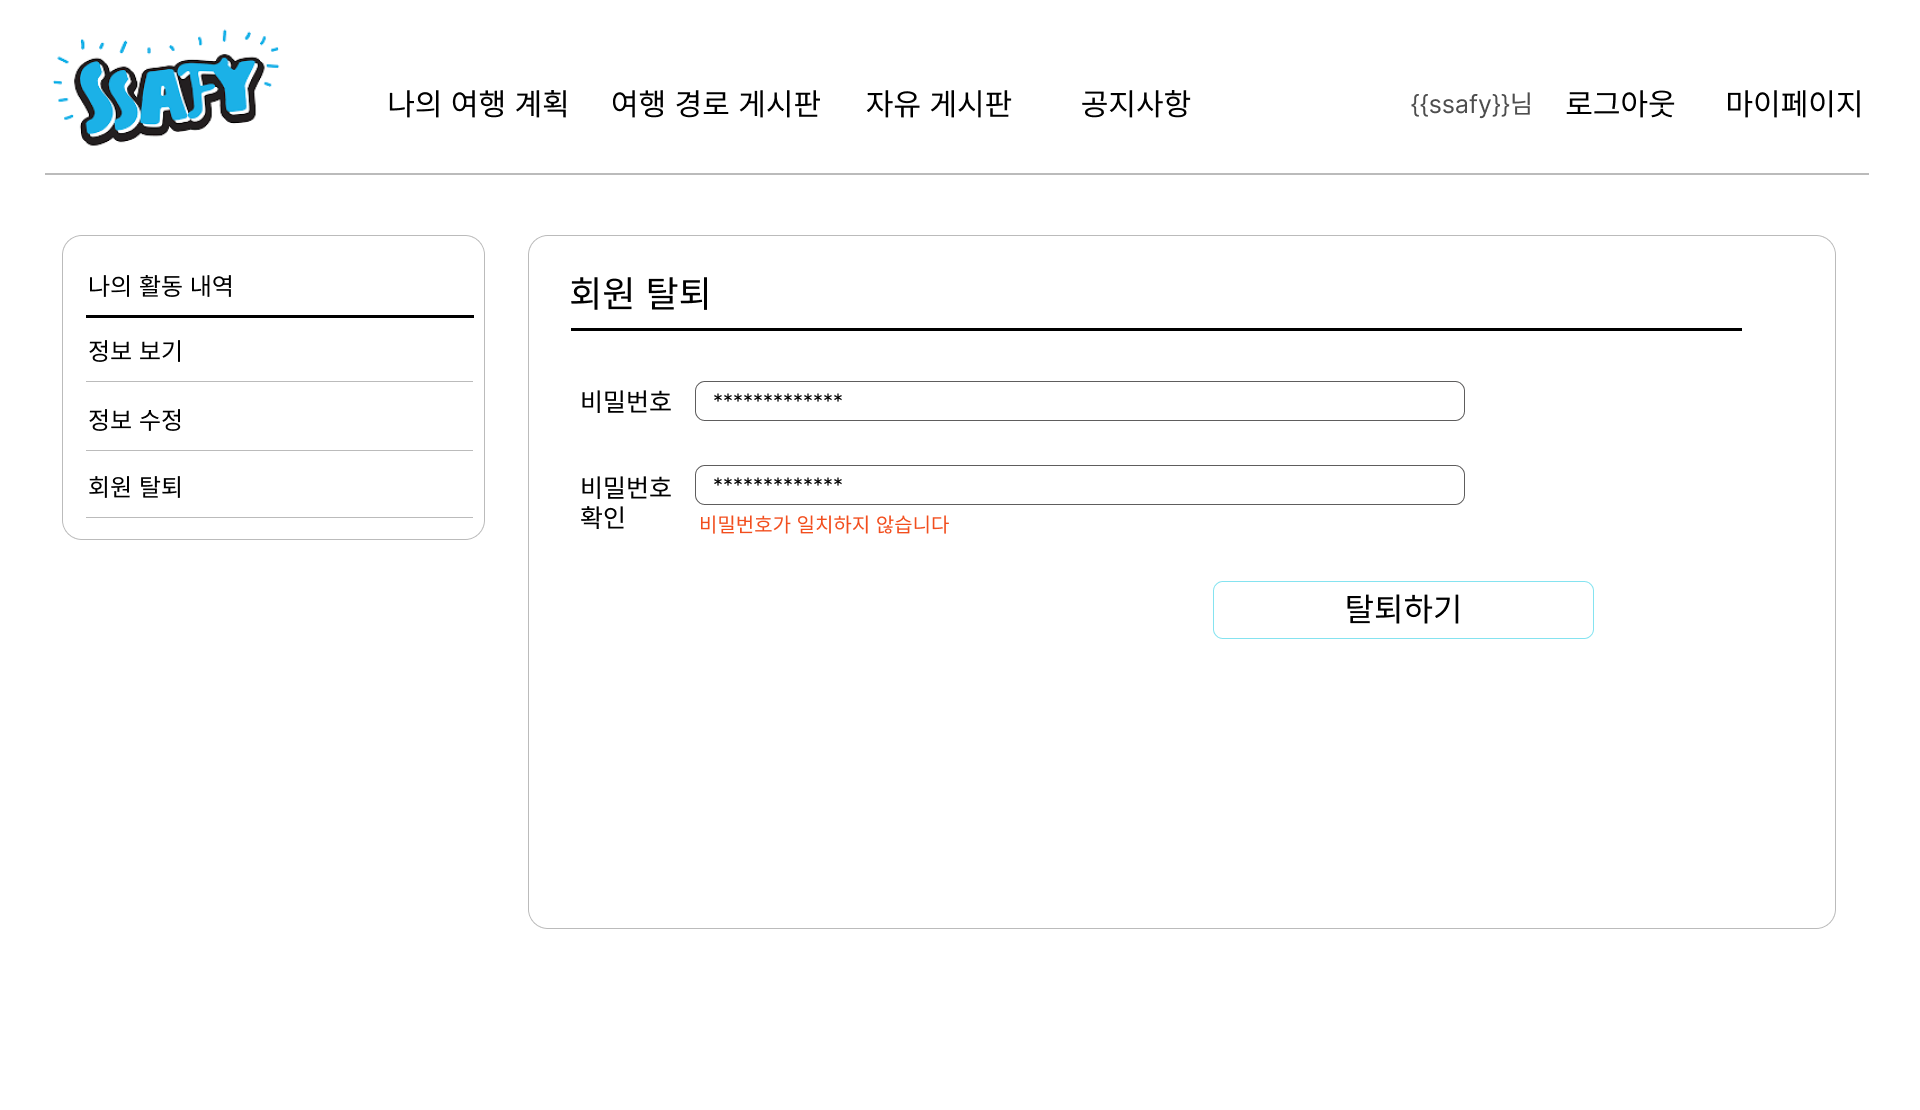 SSAFY
나의 여행 계획
여행 경로 게시판
자유 게시판
공지사항
{{ssafy}}님
로그아웃
마이페이지
나의 활동 내역
정보 보기
정보 수정
회원 탈퇴
회원 탈퇴
비밀번호
*************
비밀번호
확인
*************
비밀번호가 일치하지 않습니다
탈퇴하기